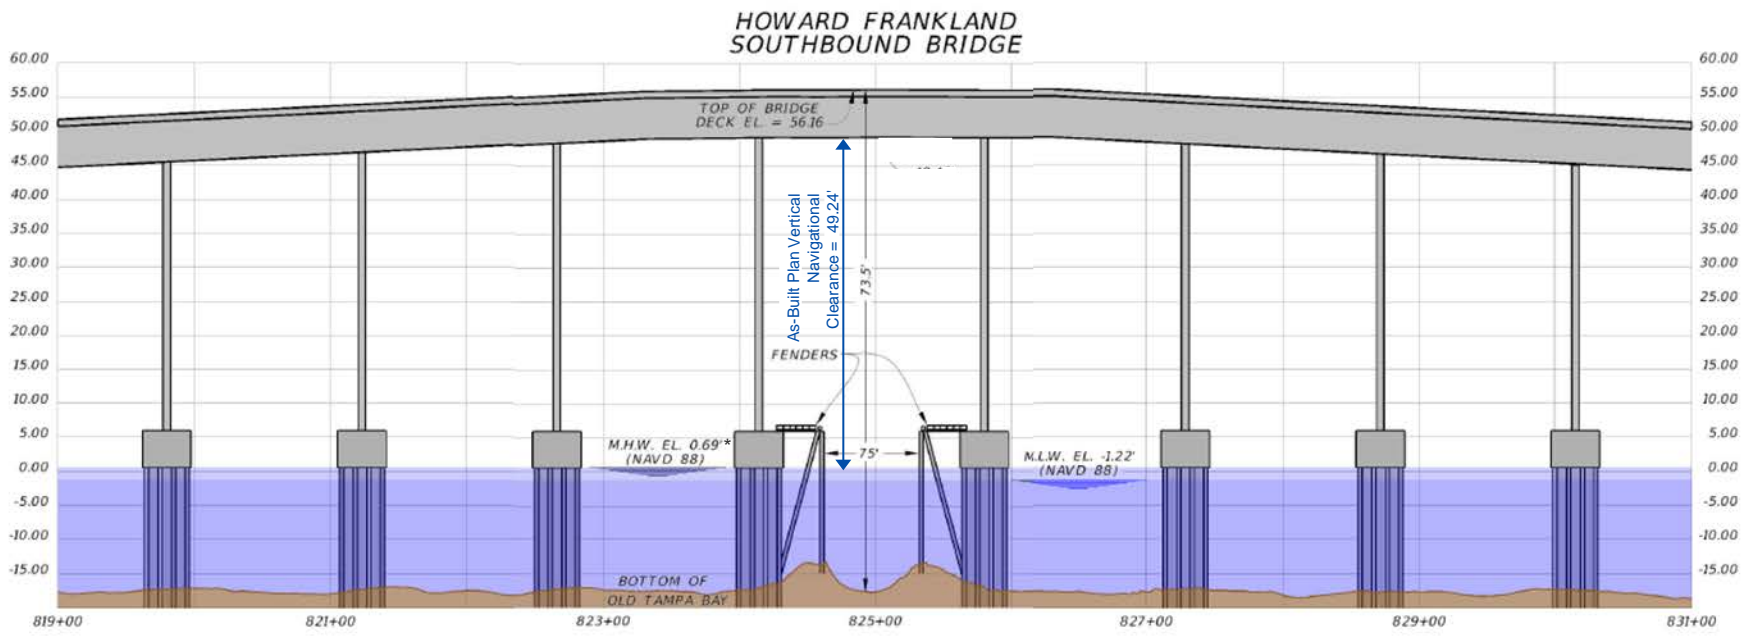 HOWARD FRANKLAND
SOUTHBOUND BRIDGE
60.00
60.00
55.00
55.00
TOP OF BRIDGE
DECK EL. = 56.16
50.00
50.00
45.00
45.00
40.00
40.00
35.00
35.00
30.00
30.00
25.00
25.00
20.00
20.00
15.00
15.00
10.00
10.00
5.00
5.00
0.00
0.00
-5.00
-5.00
-10.00
-10.00
-15.00
-15.00
As-Built Plan Vertical
Navigational
Clearance = 49.24'
73.5'
FENDERS
M.H.W. EL. 0.69'*
(NAVD 88)
75'
M.L.W. EL. -1.22'
(NAVD 88)
BOTTOM OF
OLD TAMPA BAY
819+00
821+00
823+00
825+00
827+00
829+00
831+00